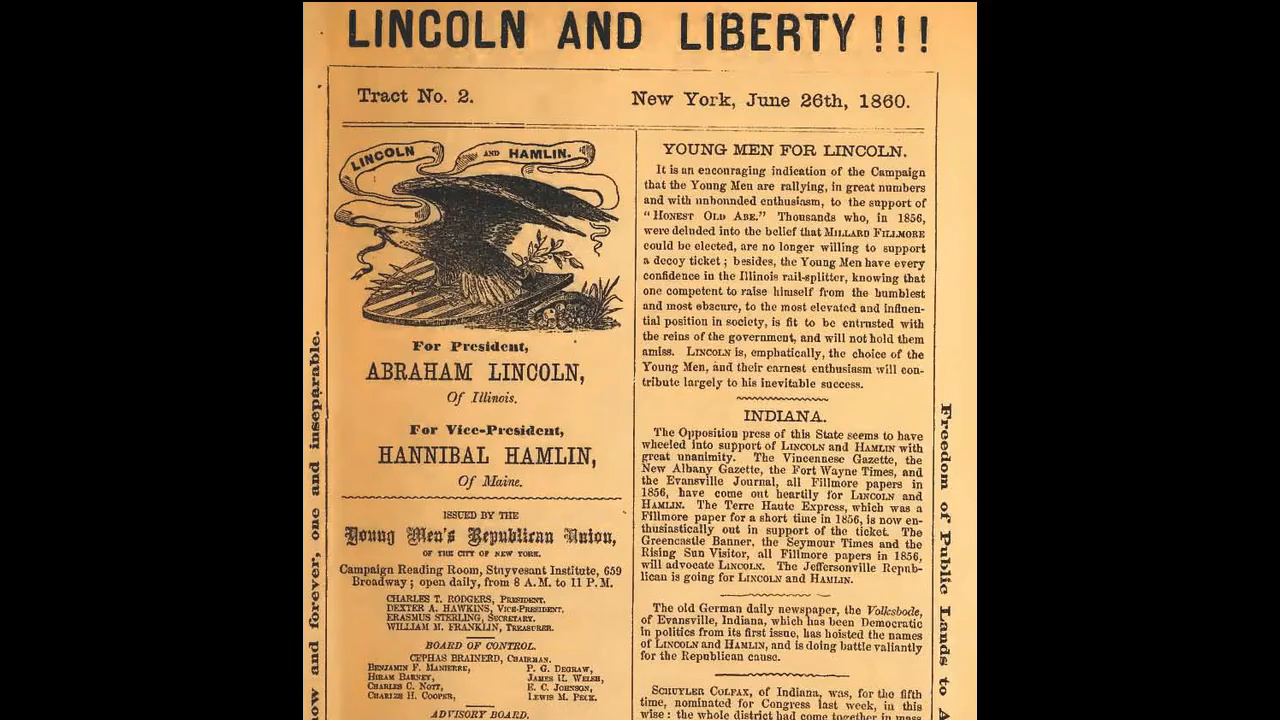 LINCOLN AND LIBERTY!!!
Tract No. 2.
New York, June 26th, 1860.
LINCOLN AND HAMLIN.
For President,
ABRAHAM LINCOLN,
Of Illinois.
For Vice-President,
HANNIBAL HAMLIN,
Of Maine.
ISSUED BY THE
Young Men's Republican Union,
OF THE CITY OF NEW YORK.
Campaign Reading Room, Stuyvesant Institute, 659
Broadway; open daily, from 8 A.M. to 11 P.M.
CHARLES T. RODGERS, PRESIDENT.
DEXTER A. HAWKINS, VICE-PRESIDENT.
ERASMUS STERLING, SECRETARY.
WILLIAM M. FRANKLIN, TREASURER.
BOARD OF CONTROL.
CEPHAS BRAINERD, CHAIRMAN.
BENJAMIN F. MANIERRE,
HIRAM BARNEY,
CHARLES C. NOTT,
CHARLES H. COOPER,
P. G. DEGRAW,
JAMES H. WELSH,
E. C. JOHNSON,
LEWIS M. PECK.
ADVISORY BOARD.
YOUNG MEN FOR LINCOLN.
It is an encouraging indication of the Campaign
that the Young Men are rallying, in great numbers
and with unbounded enthusiasm, to the support of
"HONEST OLD ABE." Thousands who, in 1856,
were deluded into the belief that MILLARD FILLMORE
could be elected, are no longer willing to support
a decoy ticket; besides, the Young Men have every
confidence in the Illinois rail-splitter, knowing that
one competent to raise himself from the humblest
and most obscure, to the most elevated and influen-
tial position in society, is fit to be entrusted with
the reins of the government, and will not hold them
amiss. LINCOLN is, emphatically, the choice of the
Young Men, and their earnest enthusiasm will con-
tribute largely to his inevitable success.
INDIANA.
The Opposition press of this State seems to have
wheeled into support of LINCOLN and HAMLIN with
great unanimity. The Vincennese Gazette, the
New Albany Gazette, the Fort Wayne Times, and
the Evansville Journal, all Fillmore papers in
1856, have come out heartily for LINCOLN and
HAMLIN. The Terre Haute Express, which was a
Fillmore paper for a short time in 1856, is now en-
thusiastically out in support of the ticket. The
Greencastle Banner, the Seymour Times and the
Rising Sun Visitor, all Fillmore papers in 1856,
will advocate LINCOLN. The Jeffersonville Repub-
lican is going for LINCOLN and HAMLIN.
The old German daily newspaper, the Volksbode,
of Evansville, Indiana, which has been Democratic
in politics from its first issue, has hoisted the names
of LINCOLN and HAMLIN, and is doing battle valiantly
for the Republican cause.
SCHUYLER COLFAX, of Indiana, was, for the fifth
time, nominated for Congress last week, in this
wise: the whole district had come together in mass
now and forever, one and inseparable.
Freedom of Public Lands to A